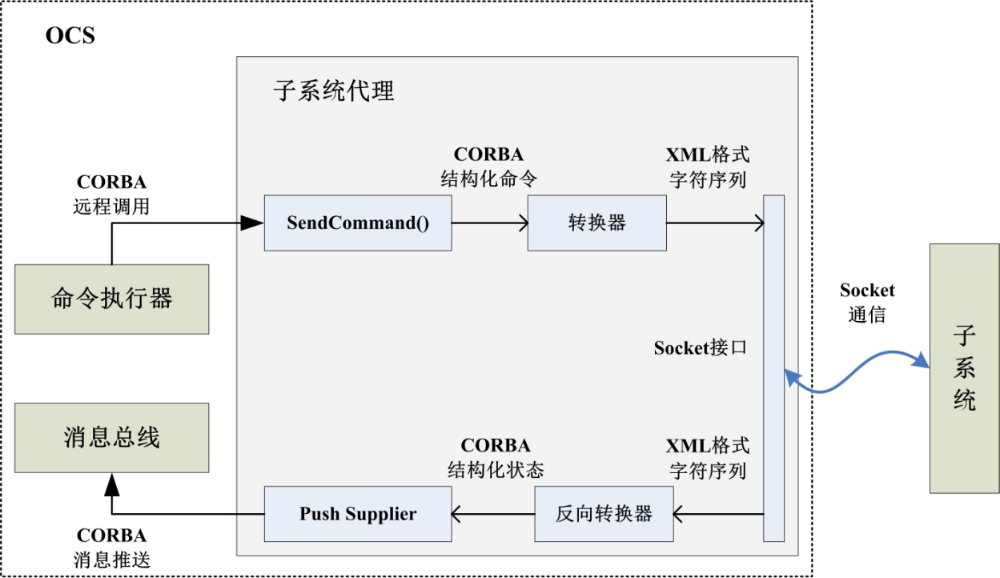 OCS
子系统代理
CORBA
远程调用
CORBA
结构化命令
XML格式
字符序列
SendCommand()
转换器
命令执行器
Socket接口
Socket
通信
子
系
统
消息总线
CORBA
结构化状态
XML格式
字符序列
Push Supplier
反向转换器
CORBA
消息推送